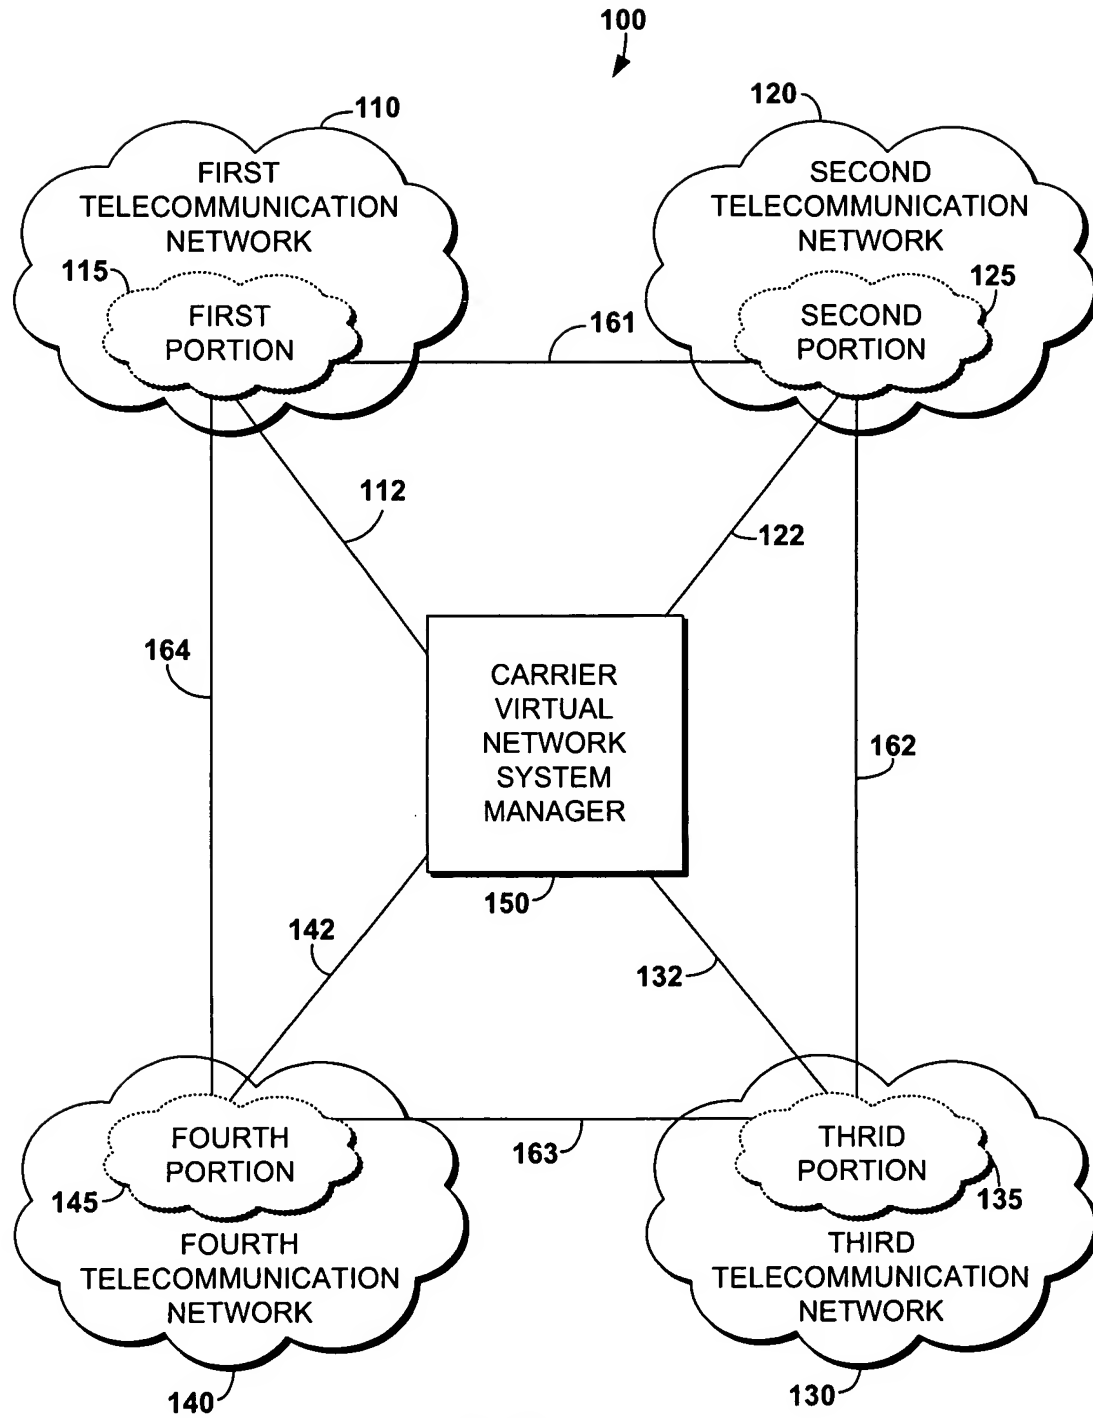 100
110
120
FIRST
TELECOMMUNICATION
NETWORK
SECOND
TELECOMMUNICATION
NETWORK
115
125
FIRST
PORTION
SECOND
PORTION
161
112
122
164
162
CARRIER
VIRTUAL
NETWORK
SYSTEM
MANAGER
150
142
132
163
FOURTH
PORTION
THRID
PORTION
145
135
FOURTH
TELECOMMUNICATION
NETWORK
THIRD
TELECOMMUNICATION
NETWORK
140
130